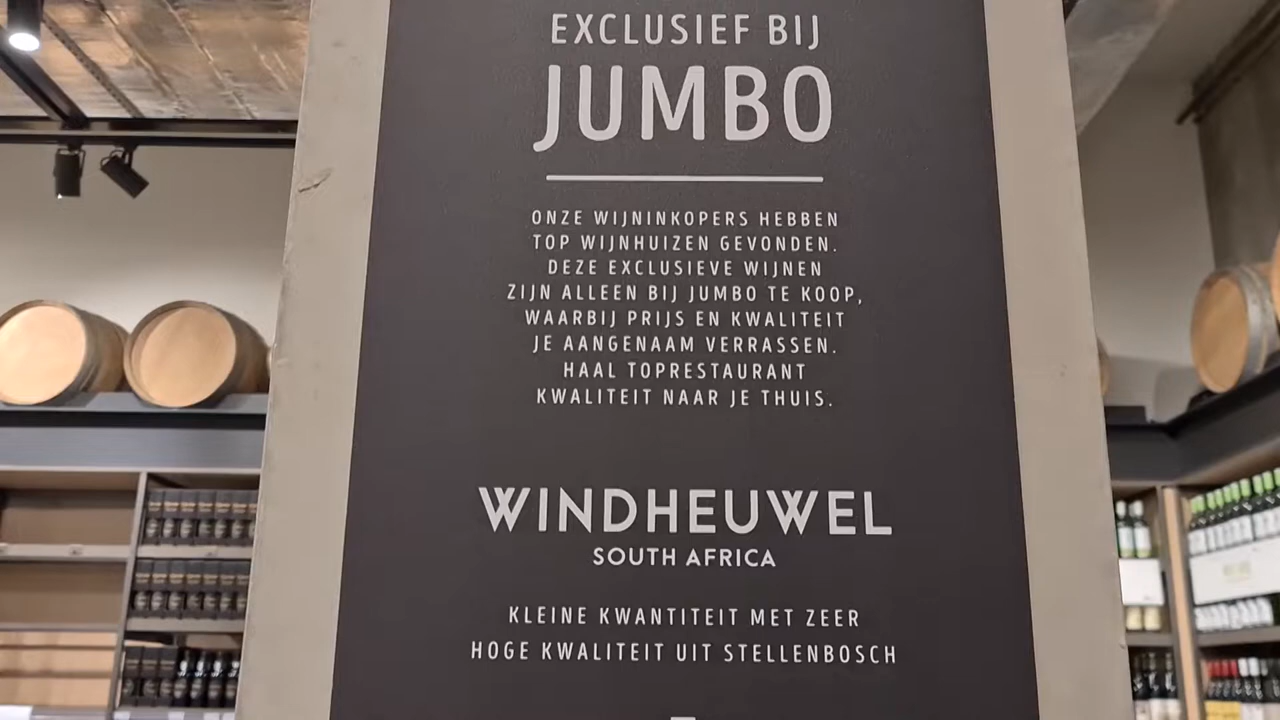 EXCLUSIEF BIJ
JUMBO
ONZE WIJNINKOPERS HEBBEN
TOP WIJNHUIZEN GEVONDEN.
DEZE EXCLUSIEVE WIJNEN
ZIJN ALLEEN BIJ JUMBO TE KOOP,
WAARBIJ PRIJS EN KWALITEIT
JE AANGENAAM VERRASSEN.
HAAL TOPRESTAURANT
KWALITEIT NAAR JE THUIS.
WINDHEUWEL
SOUTH AFRICA
KLEINE KWANTITEIT MET ZEER
HOGE KWALITEIT UIT STELLENBOSCH